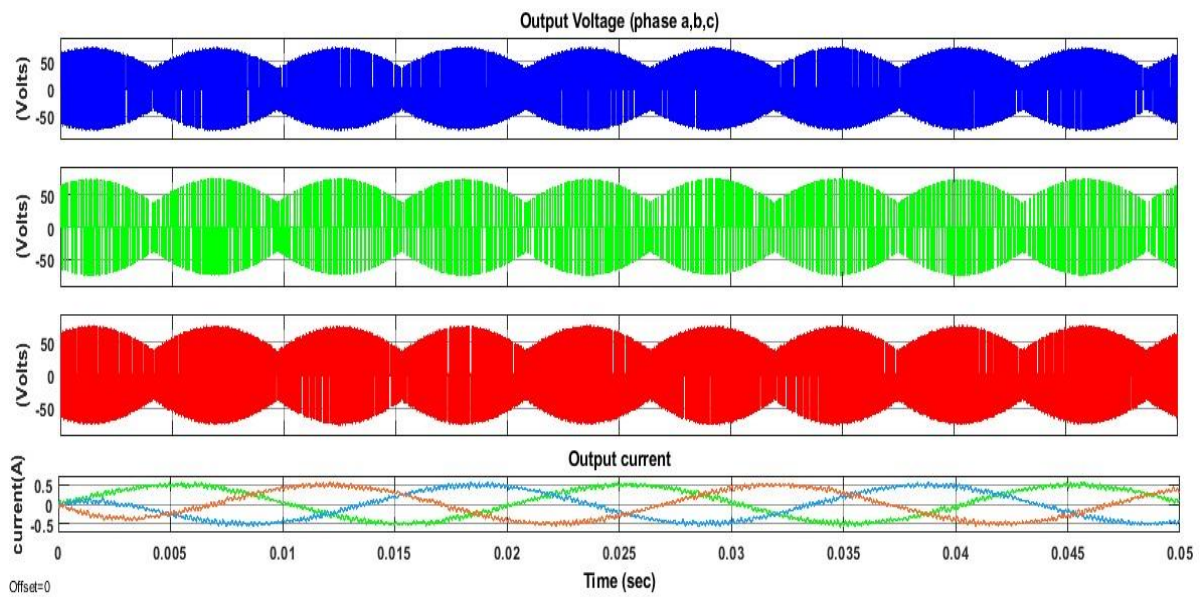 Output Voltage (phase a,b,c)
(Volts)
50
0
-50
(Volts)
50
0
-50
(Volts)
50
0
-50
Output current
current(A)
0.5
0
-0.5
0 0.005 0.01 0.015 0.02 0.025 0.03 0.035 0.04 0.045 0.05
Time (sec)
Offset=0